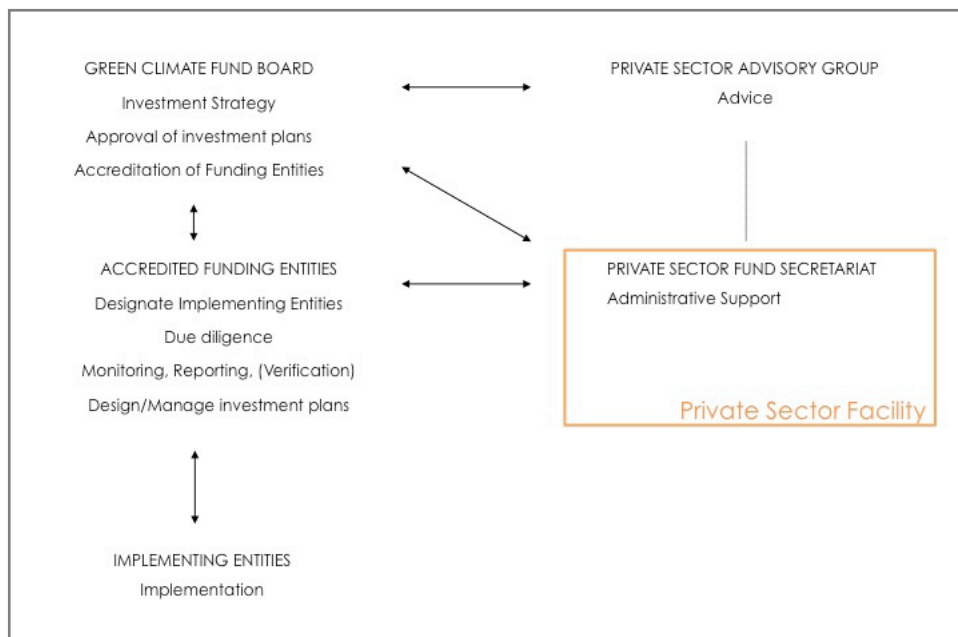 GREEN CLIMATE FUND BOARD
Investment Strategy
Approval of investment plans
Accreditation of Funding Entities
PRIVATE SECTOR ADVISORY GROUP
Advice
ACCREDITED FUNDING ENTITIES
Designate Implementing Entities
Due diligence
Monitoring, Reporting, (Verification)
Design/Manage investment plans
PRIVATE SECTOR FUND SECRETARIAT
Administrative Support
Private Sector Facility
IMPLEMENTING ENTITIES
Implementation